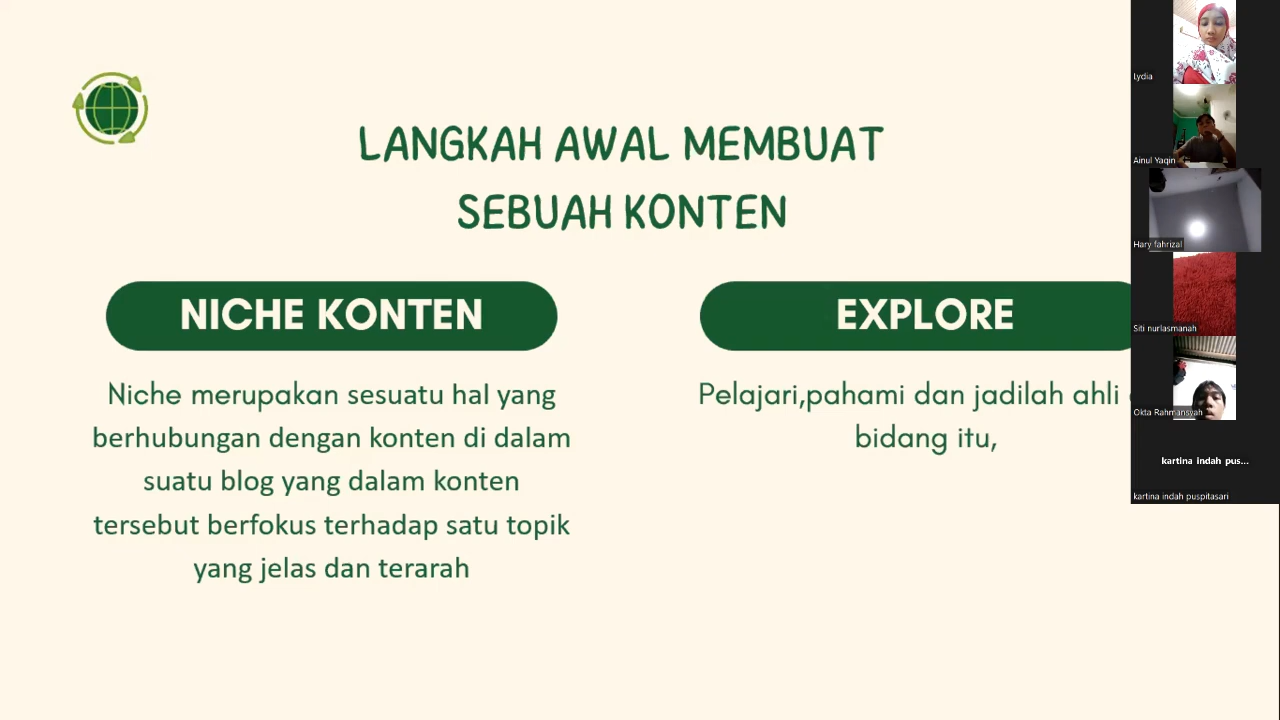 LANGKAH AWAL MEMBUAT
SEBUAH KONTEN
NICHE KONTEN
Niche merupakan sesuatu hal yang
berhubungan dengan konten di dalam
suatu blog yang dalam konten
tersebut berfokus terhadap satu topik
yang jelas dan terarah
EXPLORE
Pelajari,pahami dan jadilah ahli
bidang itu,
Lydia
Ainul Yaqin
Hary fahrizal
Siti nurlasmanah
Okta Rahmansyah
kartina indah pus...
kartina indah puspitasari